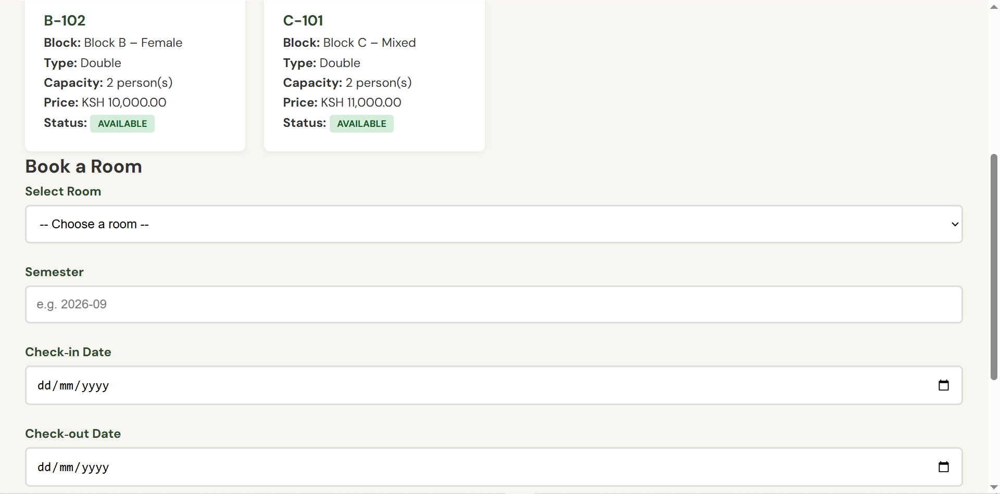 B-102
Block: Block B – Female
Type: Double
Capacity: 2 person(s)
Price: KSH 10,000.00
Status: AVAILABLE
C-101
Block: Block C – Mixed
Type: Double
Capacity: 2 person(s)
Price: KSH 11,000.00
Status: AVAILABLE
Book a Room
Select Room
-- Choose a room --
Semester
e.g. 2026-09
Check-in Date
dd/mm/yyyy
Check-out Date
dd/mm/yyyy